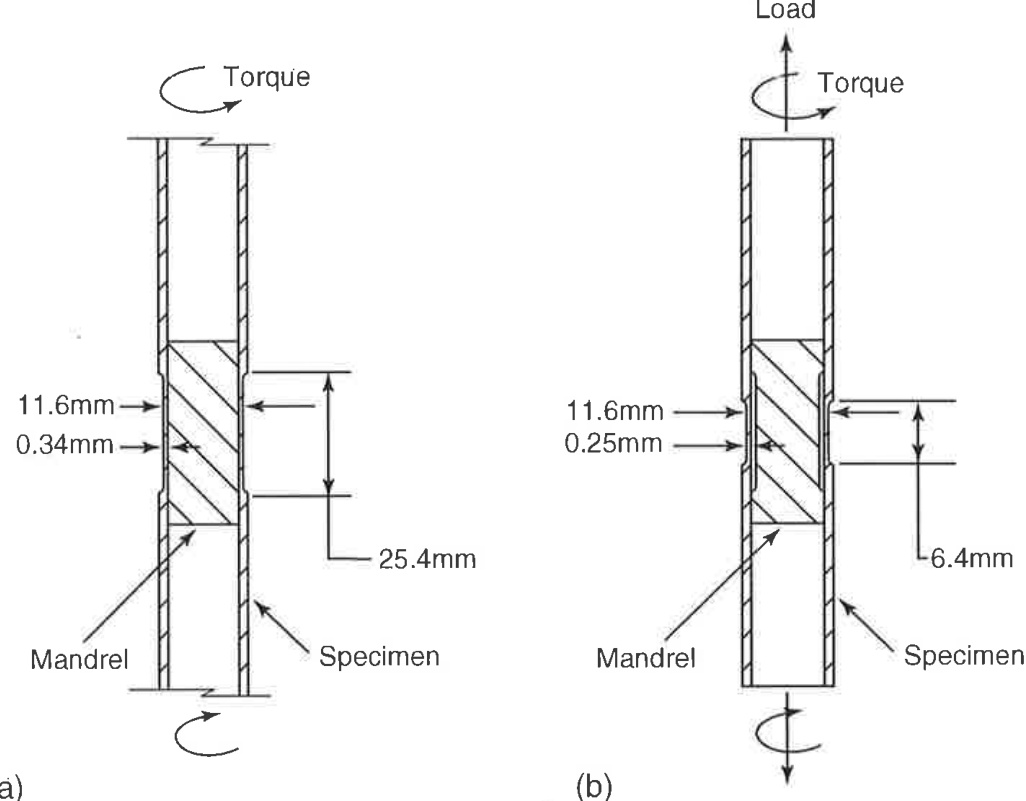 Torque
11.6mm
0.34mm
25.4mm
Mandrel
Specimen
a)
Load
Torque
11.6mm
0.25mm
6.4mm
Mandrel
Specimen
(b)